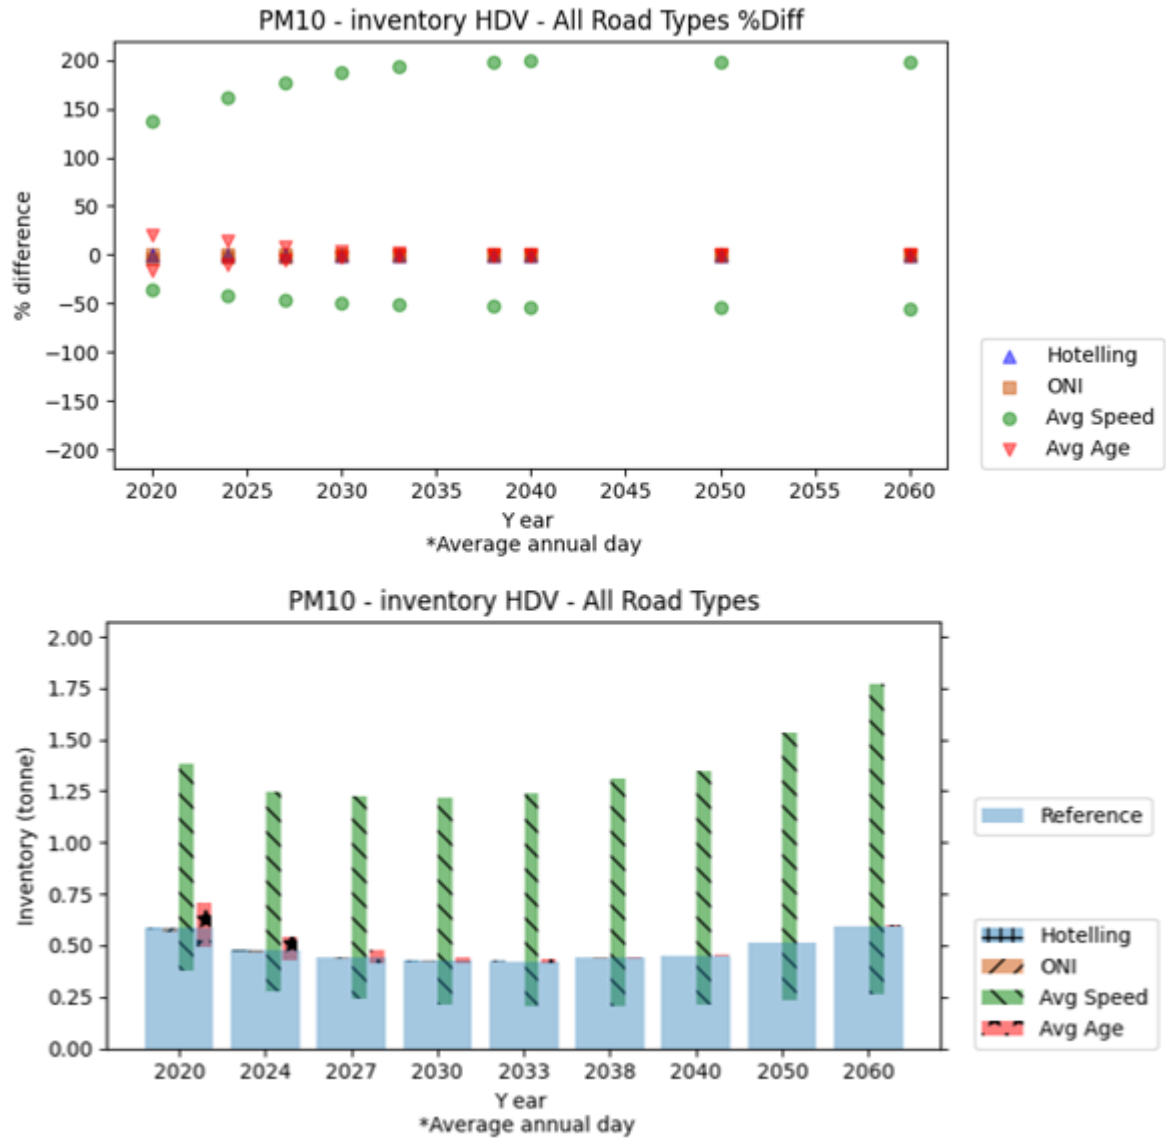 PM10 - inventory HDV - All Road Types %Diff
200
150
100
50
0
−50
−100
−150
−200
% difference
2020 2025 2030 2035 2040 2045 2050 2055 2060
Y ear
*Average annual day
Hotelling
ONI
Avg Speed
Avg Age
PM10 - inventory HDV - All Road Types
2.00
1.75
1.50
1.25
1.00
0.75
0.50
0.25
0.00
Inventory (tonne)
2020 2024 2027 2030 2033 2038 2040 2050 2060
Y ear
*Average annual day
Reference
Hotelling
ONI
Avg Speed
Avg Age